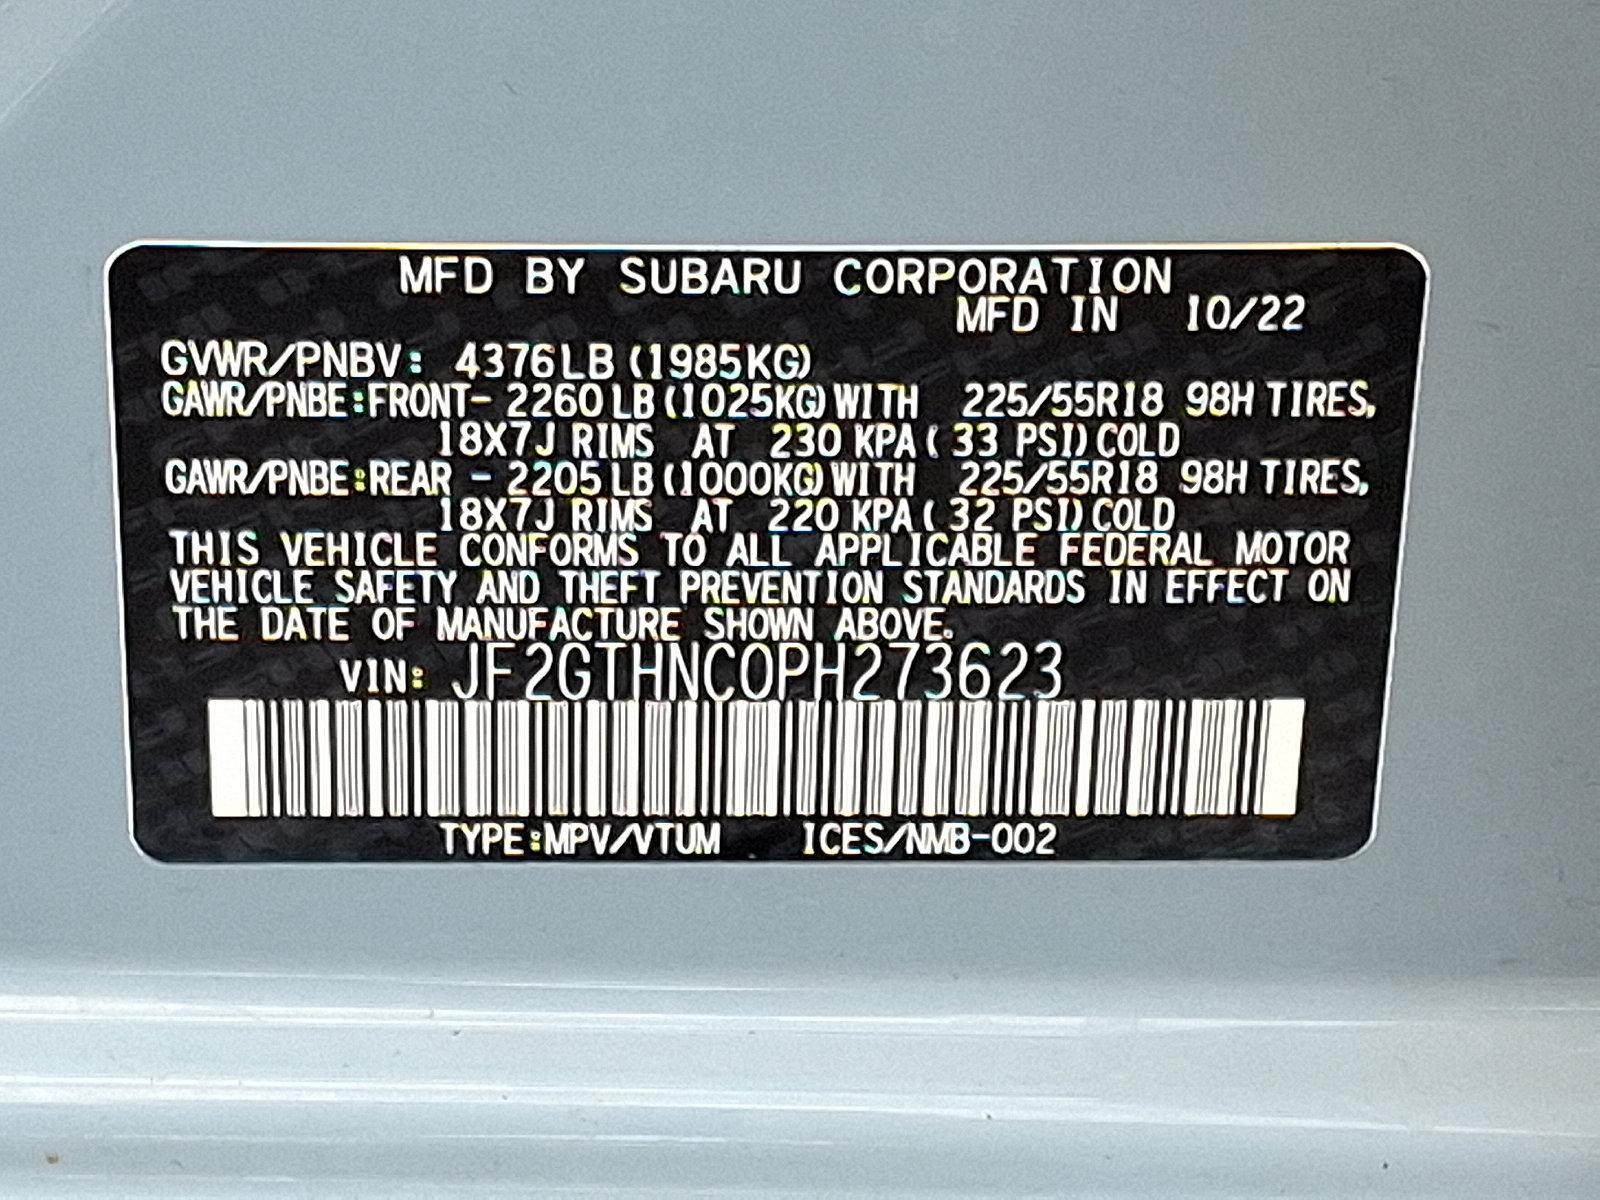 MFD BY SUBARU CORPORATION
MFD IN 10/22
GVWR/PNBV: 4376LB (1985KG)
GAWR/PNBE:FRONT- 2260LB (1025KG) WITH 225/55R18 98H TIRES,
18X7J RIMS AT 230 KPA ( 33 PSI) COLD
GAWR/PNBE:REAR - 2205LB (1000KG) WITH 225/55R18 98H TIRES,
18X7J RIMS AT 220 KPA ( 32 PSI) COLD
THIS VEHICLE CONFORMS TO ALL APPLICABLE FEDERAL MOTOR
VEHICLE SAFETY AND THEFT PREVENTION STANDARDS IN EFFECT ON
THE DATE OF MANUFACTURE SHOWN ABOVE.
VIN: JF2GTHNC0PH273623
TYPE:MPV/VTUM ICES/NMB-002